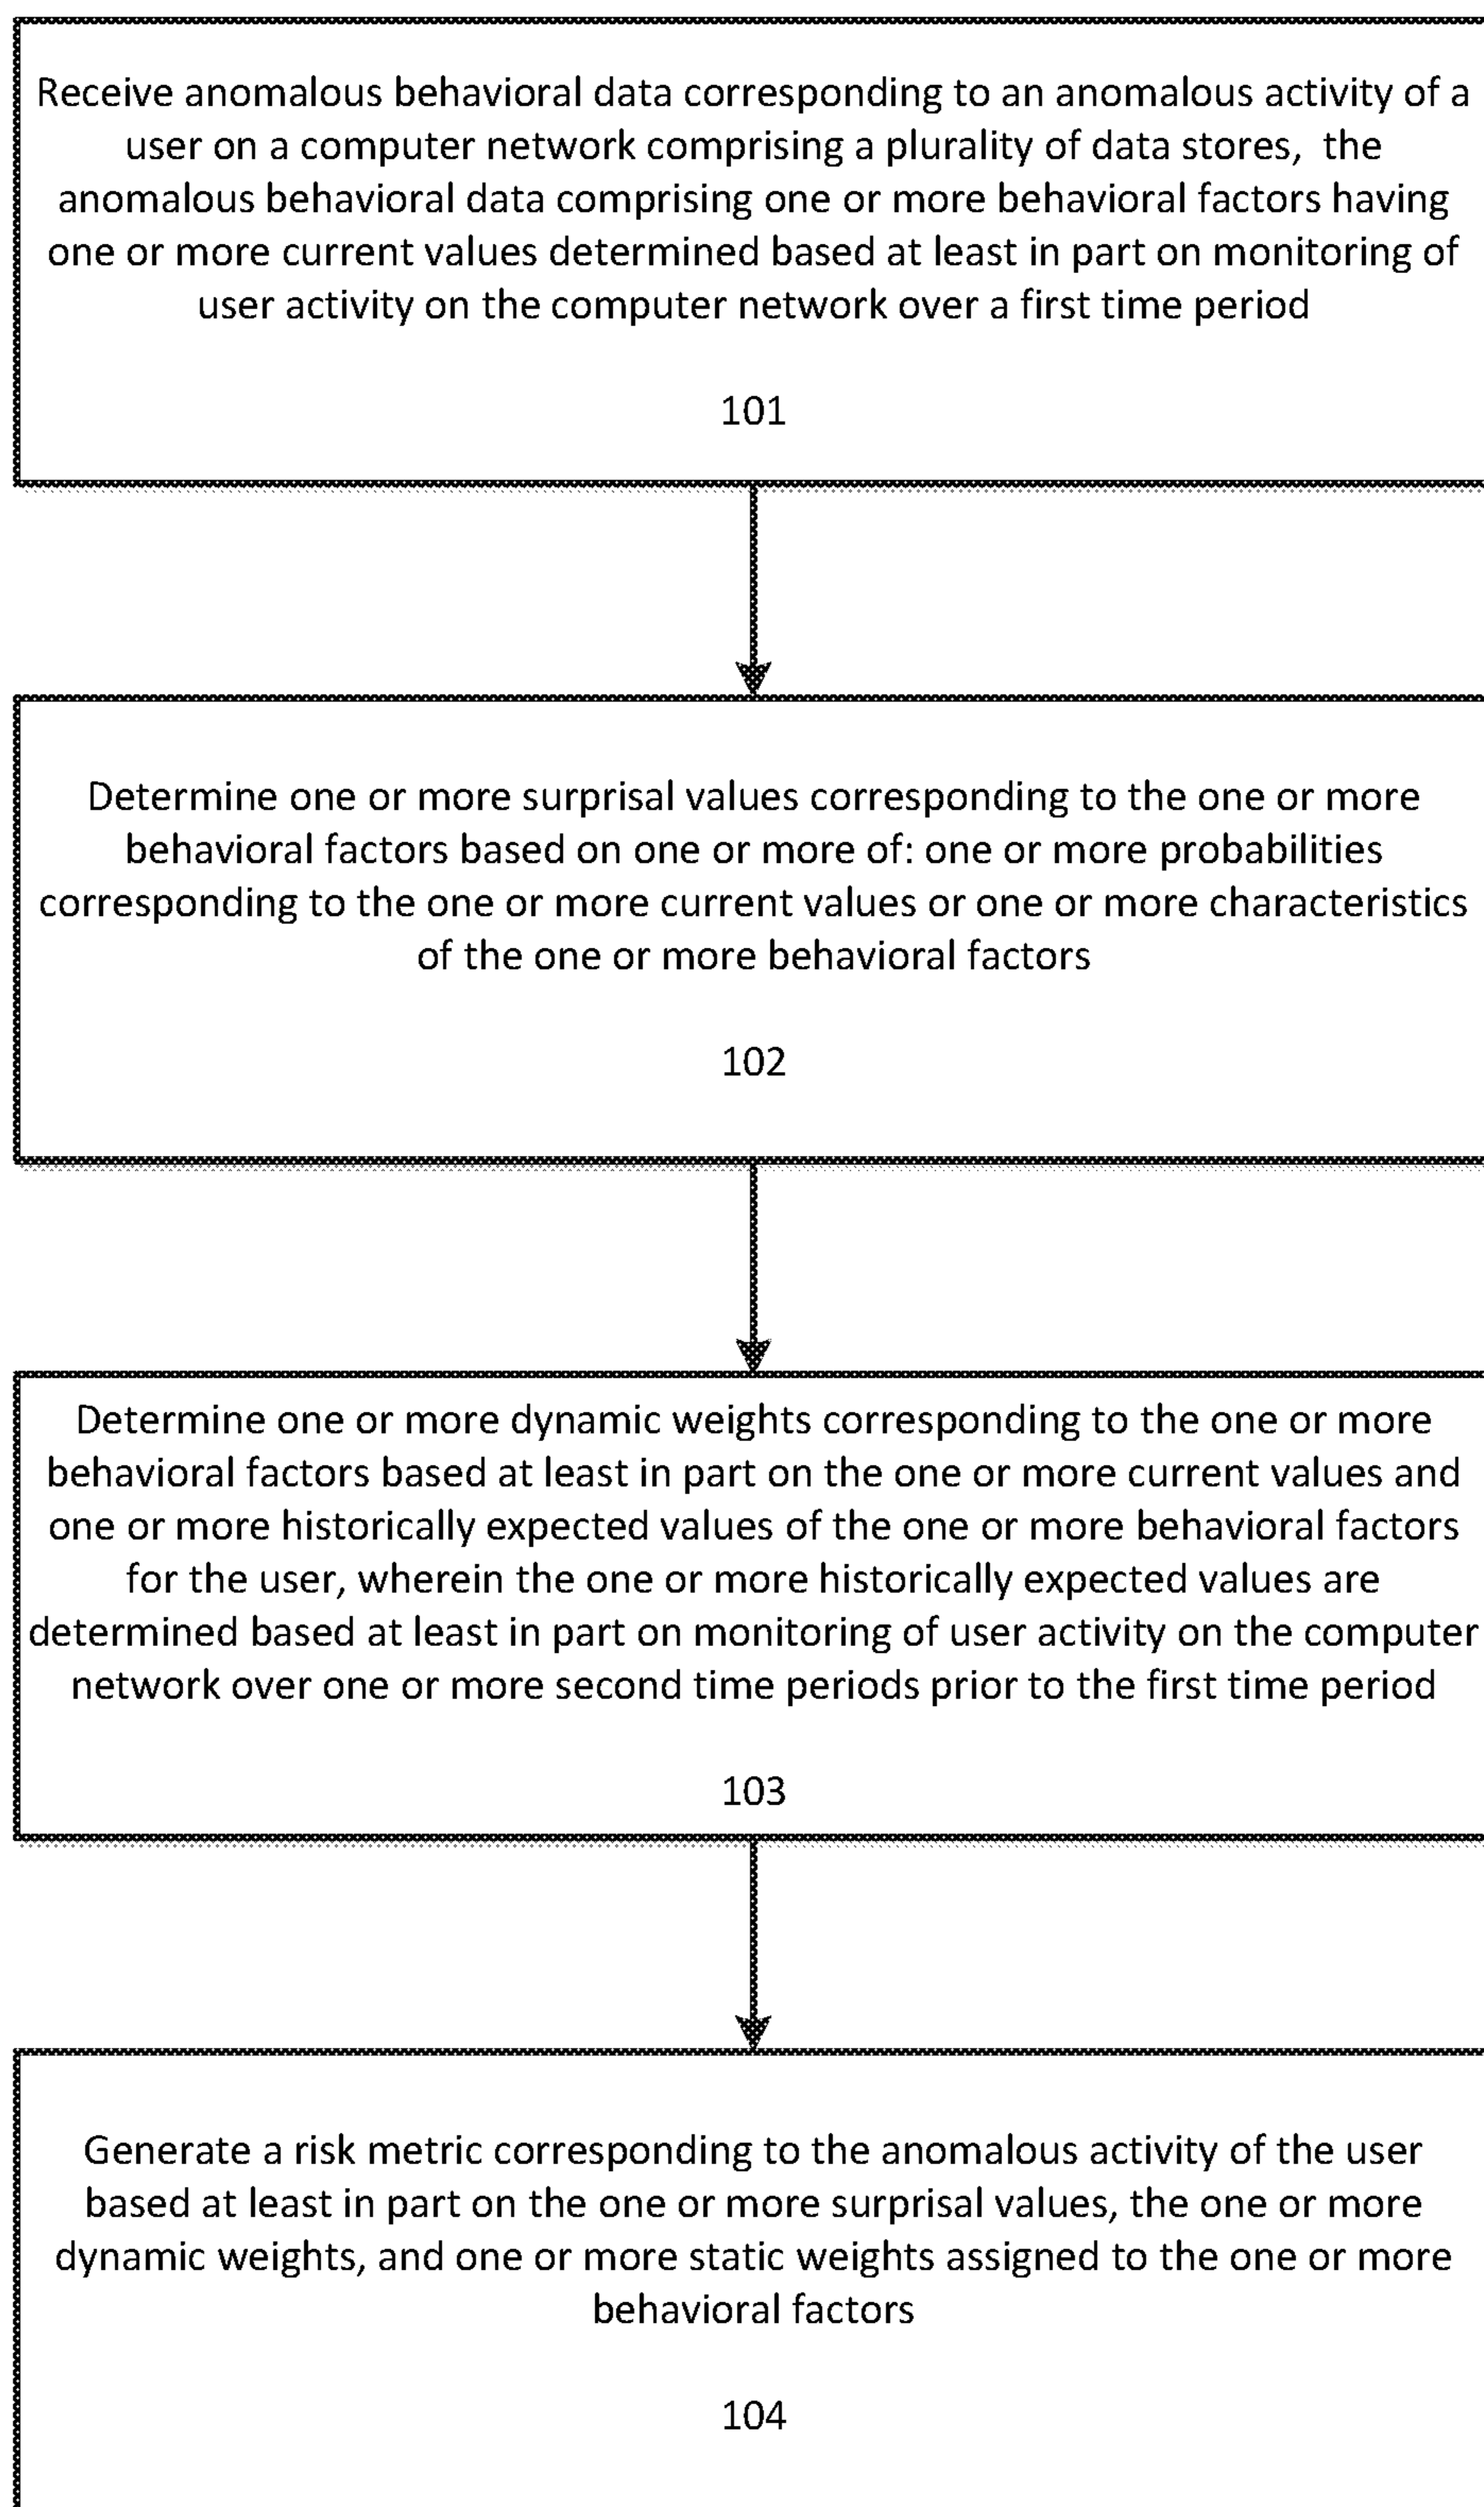 Receive anomalous behavioral data corresponding to an anomalous activity of a
user on a computer network comprising a plurality of data stores, the
anomalous behavioral data comprising one or more behavioral factors having
one or more current values determined based at least in part on monitoring of
user activity on the computer network over a first time period
101
Determine one or more surprisal values corresponding to the one or more
behavioral factors based on one or more of: one or more probabilities
corresponding to the one or more current values or one or more characteristics
of the one or more behavioral factors
102
Determine one or more dynamic weights corresponding to the one or more
behavioral factors based at least in part on the one or more current values and
one or more historically expected values of the one or more behavioral factors
for the user, wherein the one or more historically expected values are
determined based at least in part on monitoring of user activity on the computer
network over one or more second time periods prior to the first time period
103
Generate a risk metric corresponding to the anomalous activity of the user
based at least in part on the one or more surprisal values, the one or more
dynamic weights, and one or more static weights assigned to the one or more
behavioral factors
104